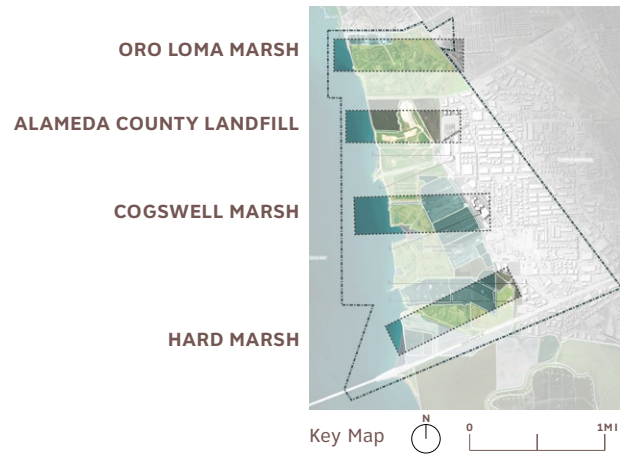 ORO LOMA MARSH
ALAMEDA COUNTY LANDFILL
COGSWELL MARSH
HARD MARSH
Key Map
N
0
1MI